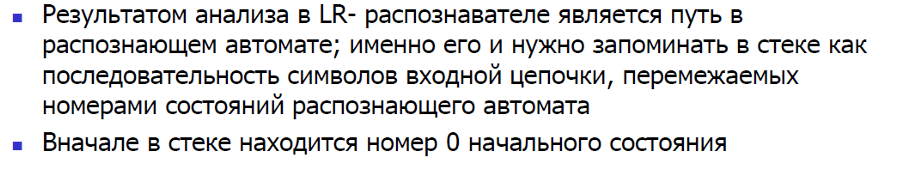 Результатом анализа в LR- распознавателе является путь в
распознающем автомате; именно его и нужно запоминать в стеке как
последовательность символов входной цепочки, перемежаемых
номерами состояний распознающего автомата
Вначале в стеке находится номер 0 начального состояния